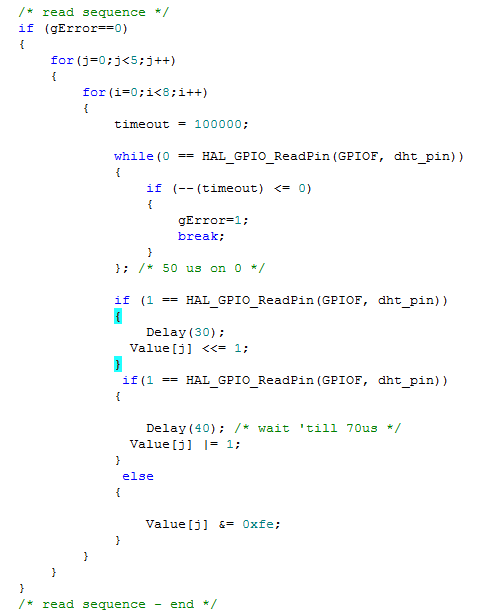 /* read sequence */
if (gError==0)
{
    for(j=0;j<5;j++)
    {
        for(i=0;i<8;i++)
        {
            timeout = 100000;

            while(0 == HAL_GPIO_ReadPin(GPIOF, dht_pin))
            {
                if (--(timeout) <= 0)
                {
                    gError=1;
                    break;
                }
            }; /* 50 us on 0 */

            if (1 == HAL_GPIO_ReadPin(GPIOF, dht_pin))
            {
                Delay(30);
              Value[j] <<= 1;
            }
             if(1 == HAL_GPIO_ReadPin(GPIOF, dht_pin))
            {

                Delay(40); /* wait 'till 70us */
              Value[j] |= 1;
            }
             else
            {

                Value[j] &= 0xfe;
            }
        }
    }
}
/* read sequence - end */